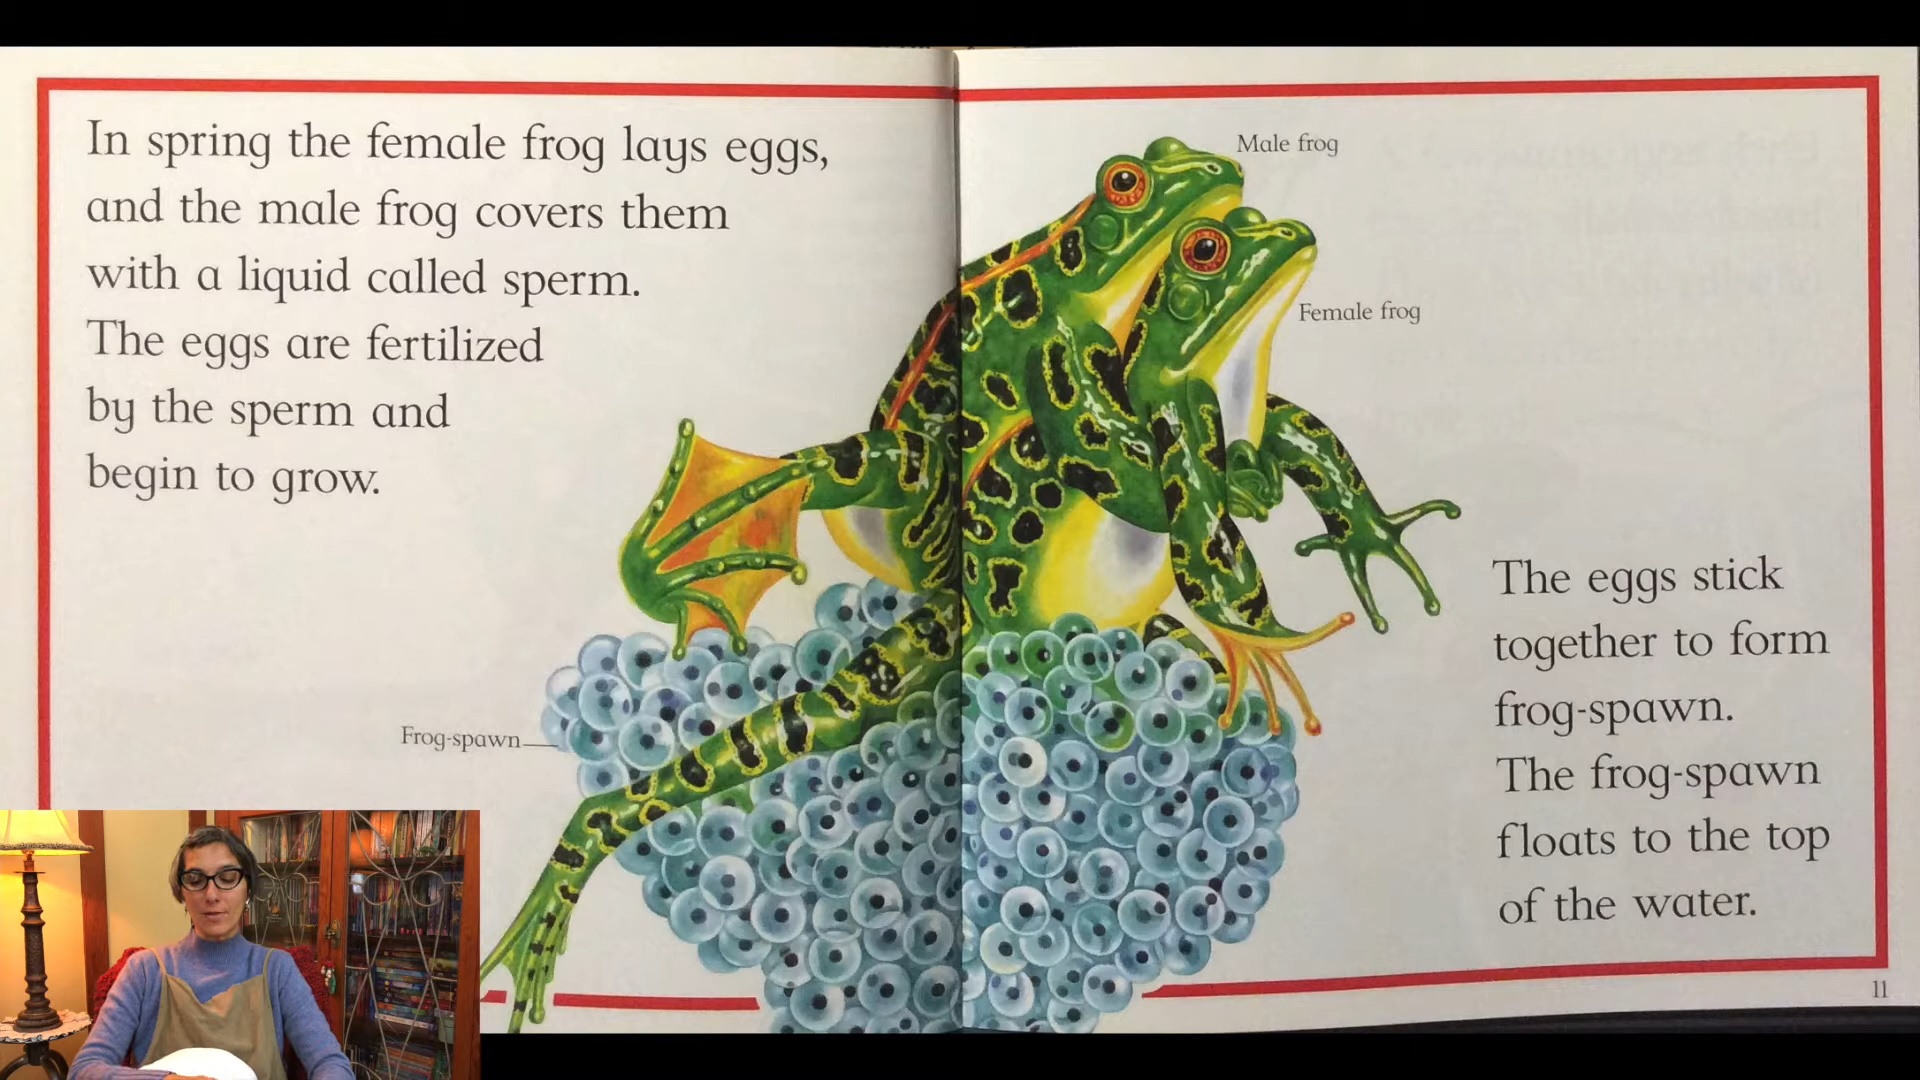 In spring the female frog lays eggs,
and the male frog covers them
with a liquid called sperm.
The eggs are fertilized
by the sperm and
begin to grow.
Frog-spawn
Male frog
Female frog
The eggs stick
together to form
frog-spawn.
The frog-spawn
floats to the top
of the water.
11